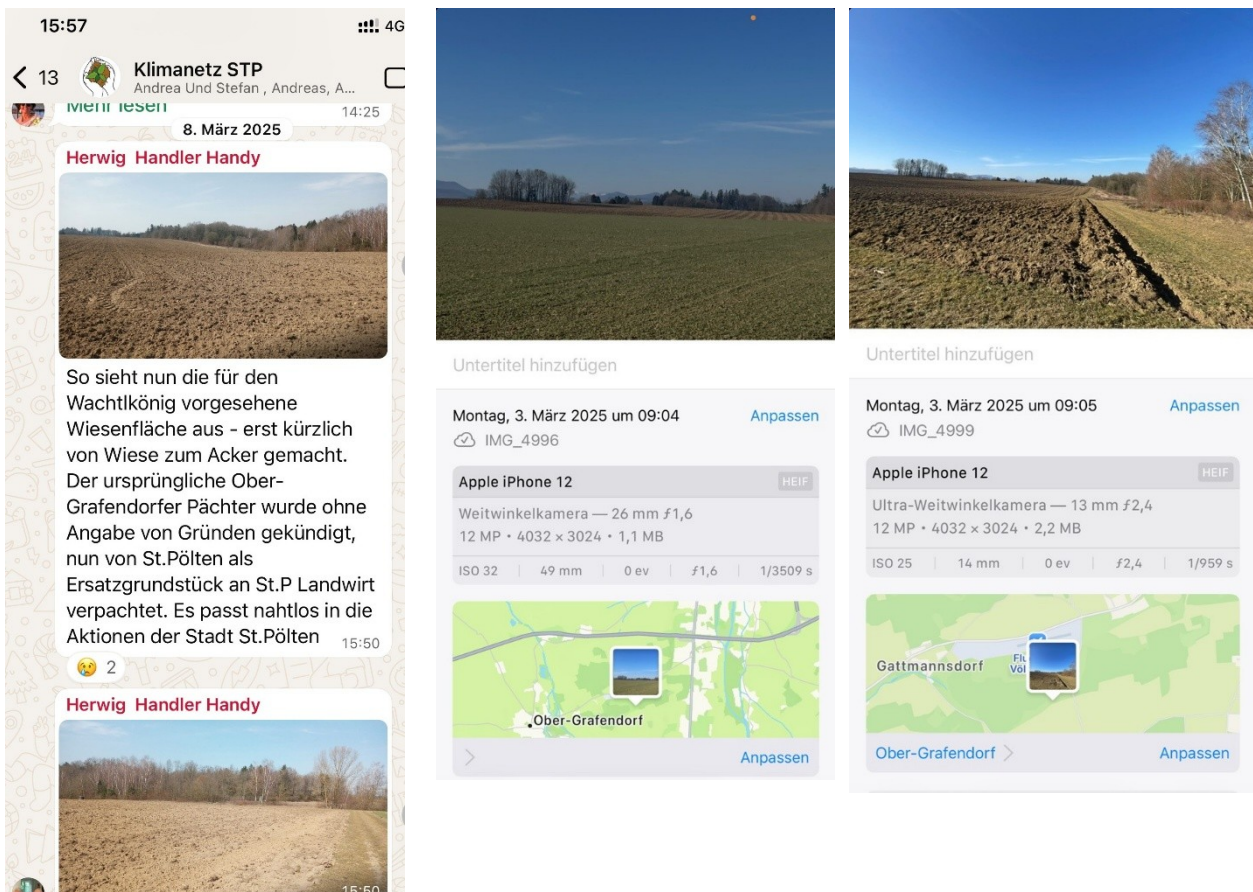 15:57
4G
13
Klimanetz STP
Andrea Und Stefan , Andreas, A...
Mehr lesen
14:25
8. März 2025
Herwig Handler Handy
So sieht nun die für den
Wachtlkönig vorgesehene
Wiesenfläche aus - erst kürzlich
von Wiese zum Acker gemacht.
Der ursprüngliche Ober-
Grafendorfer Pächter wurde ohne
Angabe von Gründen gekündigt,
nun von St.Pölten als
Ersatzgrundstück an St.P Landwirt
verpachtet. Es passt nahtlos in die
Aktionen der Stadt St.Pölten 15:50
😢 2
Herwig Handler Handy
15:50
Untertitel hinzufügen
Montag, 3. März 2025 um 09:04 Anpassen
IMG_4996
Apple iPhone 12 HEIF
Weitwinkelkamera — 26 mm ƒ1,6
12 MP • 4032 × 3024 • 1,1 MB
ISO 32 49 mm 0 ev ƒ1,6 1/3509 s
Ober-Grafendorf
Anpassen
Untertitel hinzufügen
Montag, 3. März 2025 um 09:05 Anpassen
IMG_4999
Apple iPhone 12 HEIF
Ultra-Weitwinkelkamera — 13 mm ƒ2,4
12 MP • 4032 × 3024 • 2,2 MB
ISO 25 14 mm 0 ev ƒ2,4 1/959 s
Gattmannsdorf
Ober-Grafendorf Anpassen